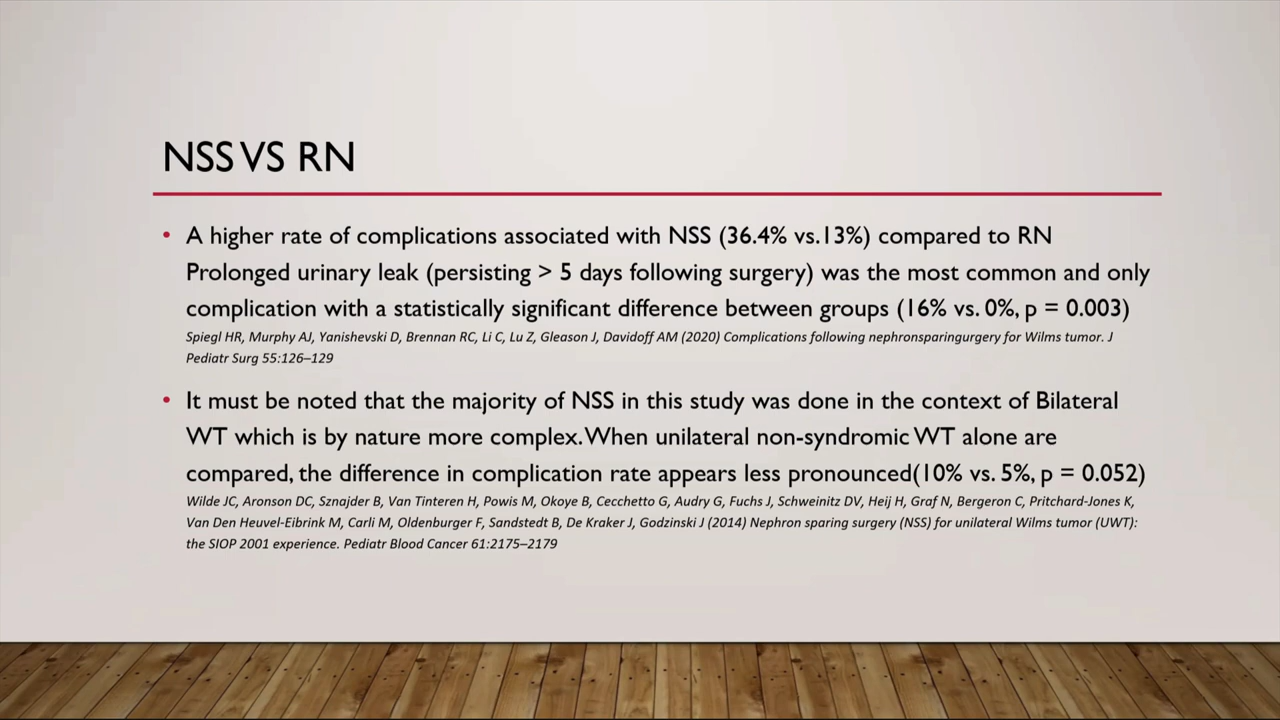 NSS VS RN
• A higher rate of complications associated with NSS (36.4% vs.13%) compared to RN
Prolonged urinary leak (persisting > 5 days following surgery) was the most common and only
complication with a statistically significant difference between groups (16% vs. 0%, p = 0.003)
Spiegl HR, Murphy AJ, Yanishevski D, Brennan RC, Li C, Lu Z, Gleason J, Davidoff AM (2020) Complications following nephronsparingurgery for Wilms tumor. J
Pediatr Surg 55:126–129
• It must be noted that the majority of NSS in this study was done in the context of Bilateral
WT which is by nature more complex. When unilateral non-syndromic WT alone are
compared, the difference in complication rate appears less pronounced(10% vs. 5%, p = 0.052)
Wilde JC, Aronson DC, Sznajder B, Van Tinteren H, Powis M, Okoye B, Cecchetto G, Audry G, Fuchs J, Schweinitz DV, Heij H, Graf N, Bergeron C, Pritchard-Jones K,
Van Den Heuvel-Eibrink M, Carli M, Oldenburger F, Sandstedt B, De Kraker J, Godzinski J (2014) Nephron sparing surgery (NSS) for unilateral Wilms tumor (UWT):
the SIOP 2001 experience. Pediatr Blood Cancer 61:2175–2179